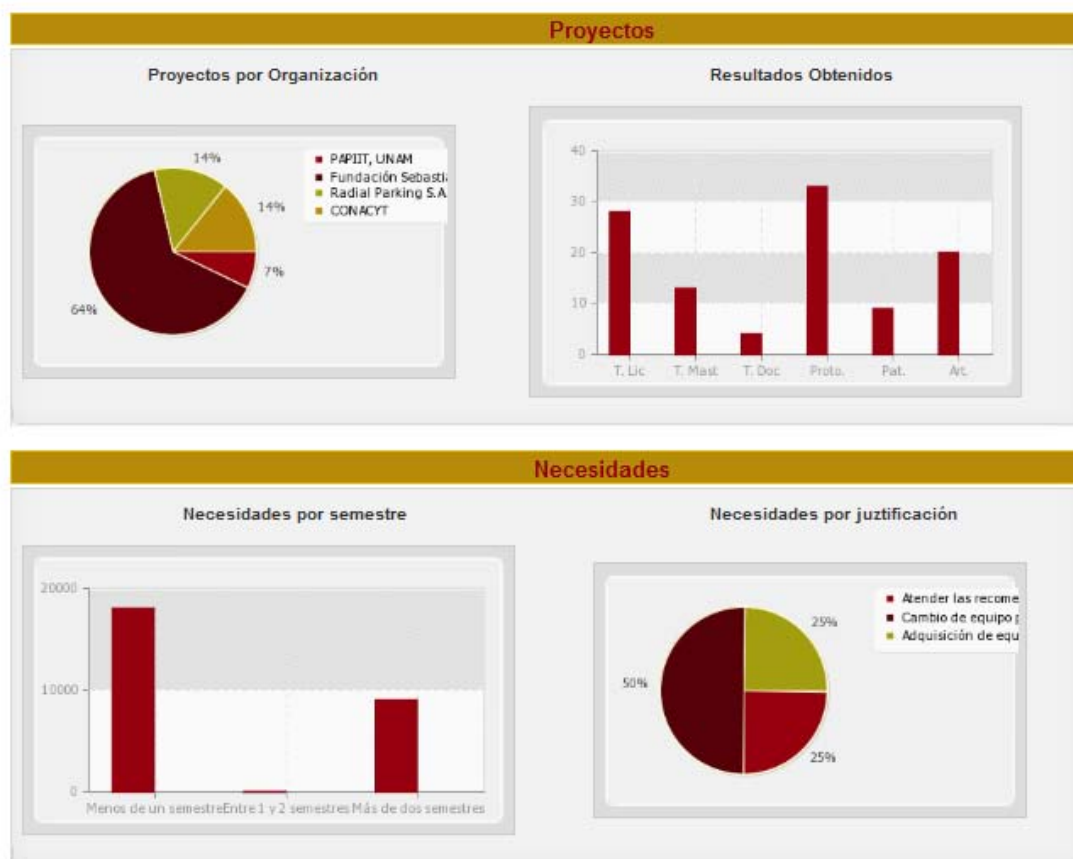 Proyectos
Proyectos por Organización
14%
14%
7%
64%
PAPIIT, UNAM
Fundación Sebasti
Radial Parking S.A
CONACYT
Resultados Obtenidos
40
30
20
10
0
T. Lic T. Mast T. Doc Proto. Pat. Art.
Necesidades
Necesidades por semestre
20000
10000
0
Menos de un semestre Entre 1 y 2 semestres Más de dos semestres
Necesidades por juztificación
25%
50%
25%
Atender las recome
Cambio de equipo p
Adquisición de equ